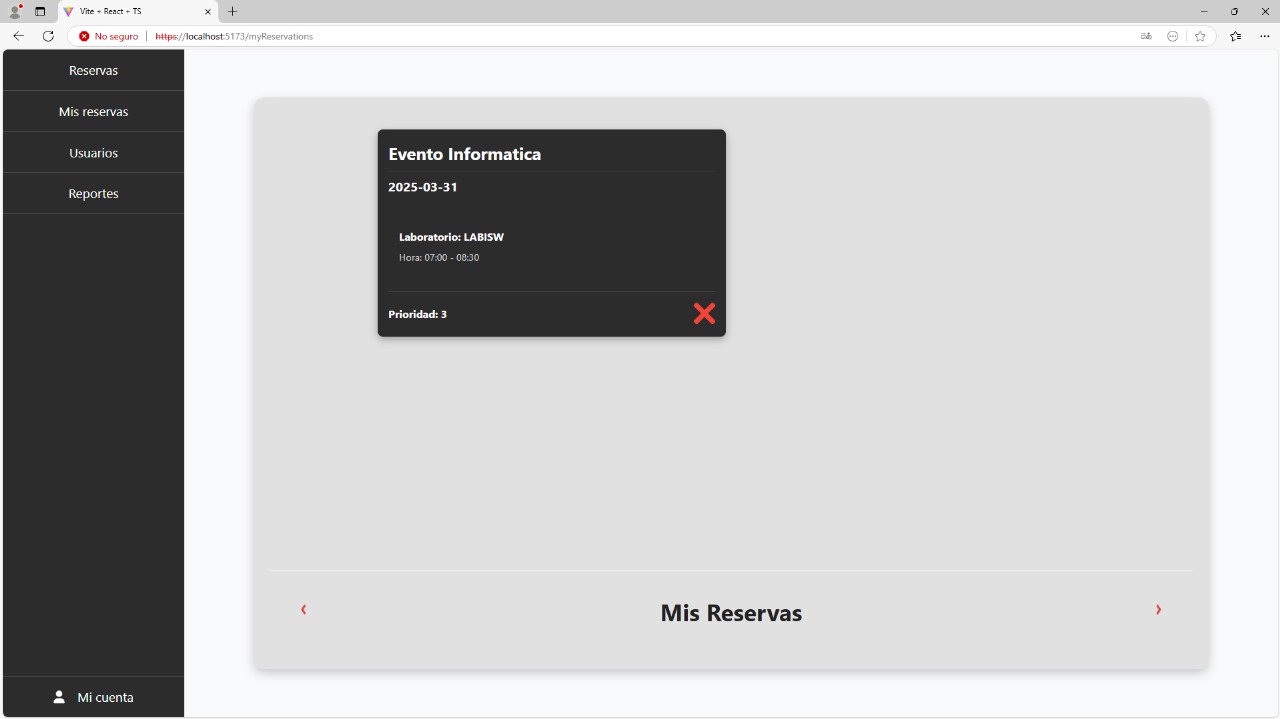 Vite + React + TS
No seguro
https://localhost:5173/myReservations
Reservas
Mis reservas
Usuarios
Reportes
Evento Informatica
2025-03-31
Laboratorio: LABISW
Hora: 07:00 - 08:30
Prioridad: 3
‹
Mis Reservas
›
Mi cuenta